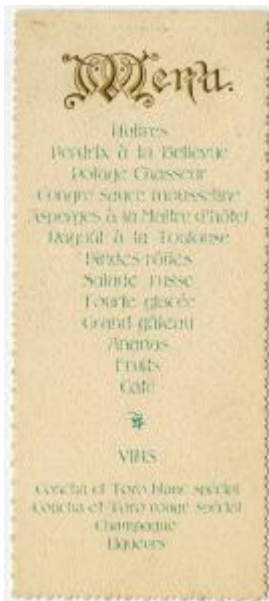 Menu.
Huîtres
Perdrix à la Bellevue
Potage Chasseur
Congre sauce mousseline
Asperges à la Maître d'hôtel
Ragoût à la Toulouse
Dindes rôties
Salade russe
Tourte glacée
Grand gâteau
Ananas
Fruits
Café
VINS
Concha et Toro blanc spécial
Concha et Toro rouge spécial
Champagne
Liqueurs